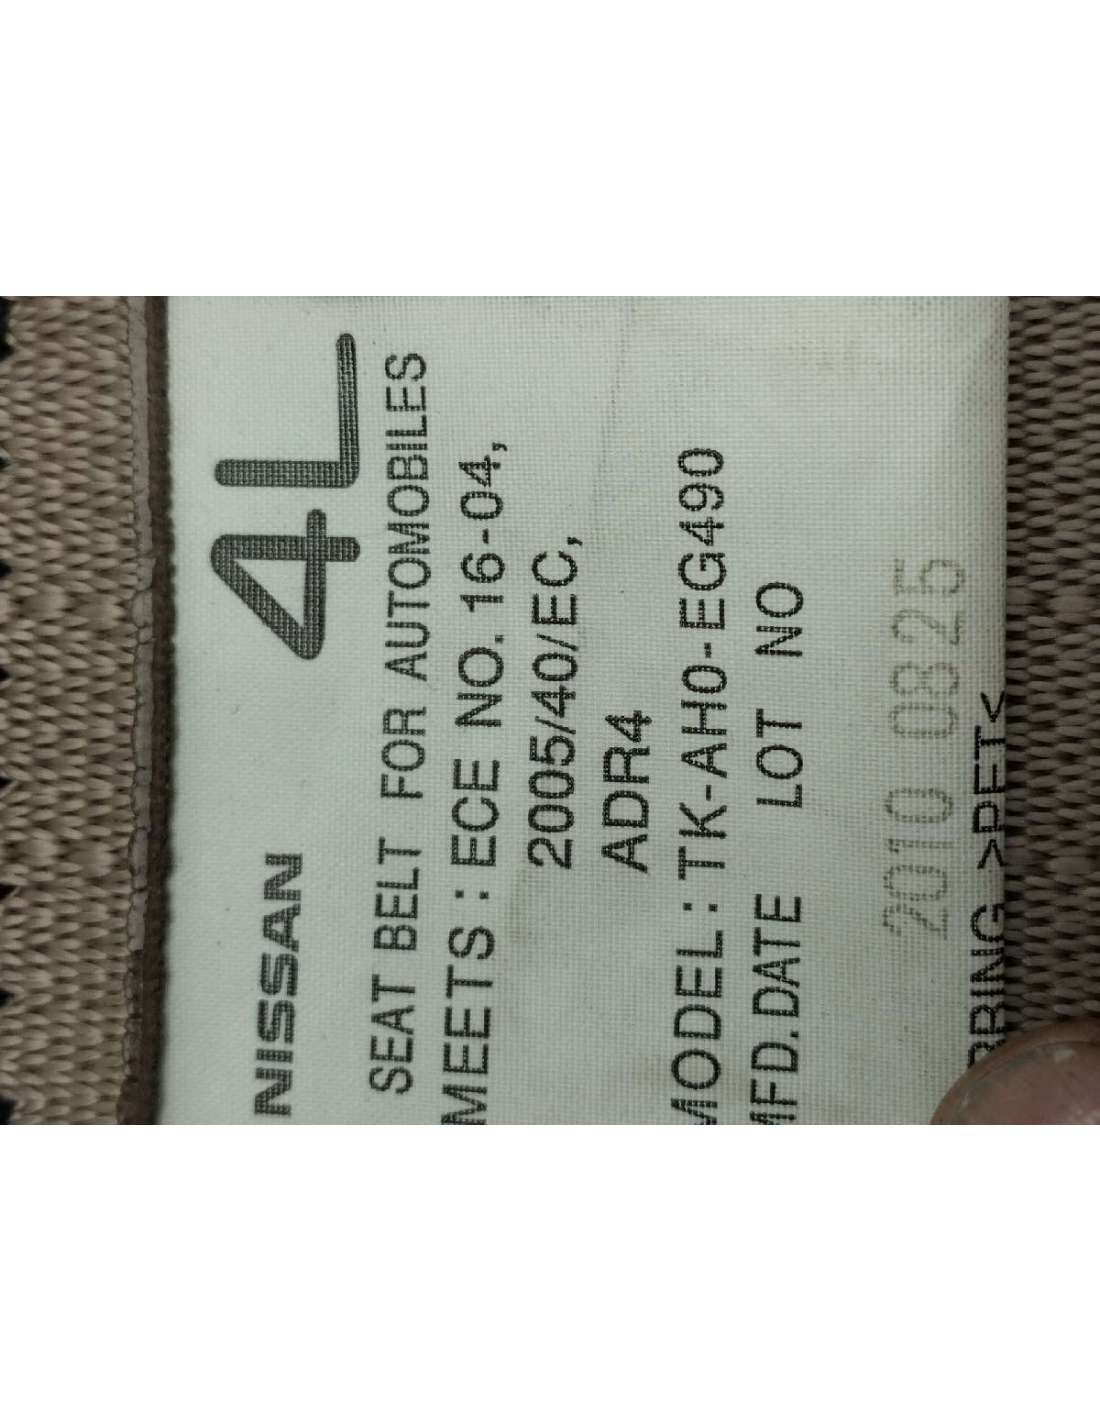 NISSAN 4L
SEAT BELT FOR AUTOMOBILES
MEETS : ECE NO. 16-04,
2005/40/EC,
ADR4
MODEL : TK-AH0-EG490
MFD.DATE LOT NO
2010 0825
>PET<